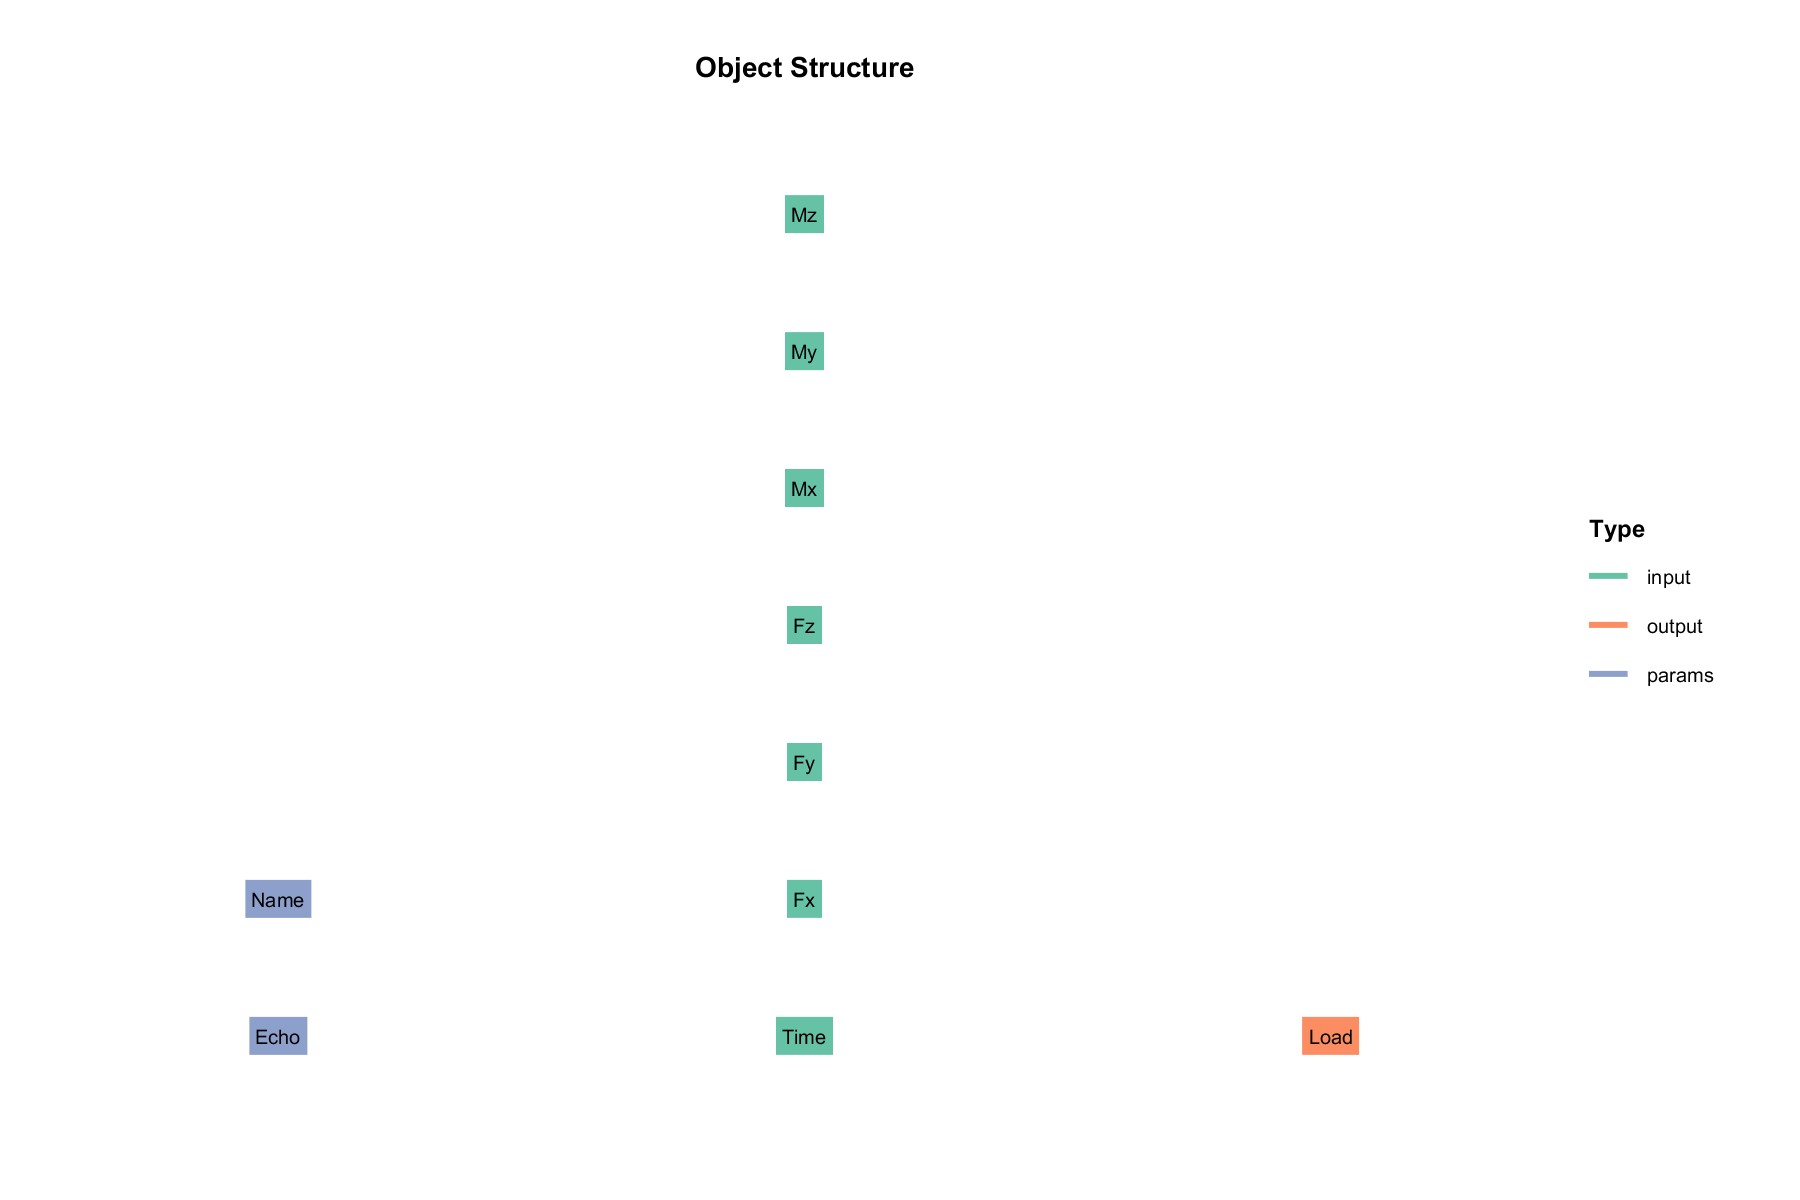 Object Structure
Mz
My
Mx
Fz
Fy
Name
Fx
Echo
Time
Load
Type
input
output
params